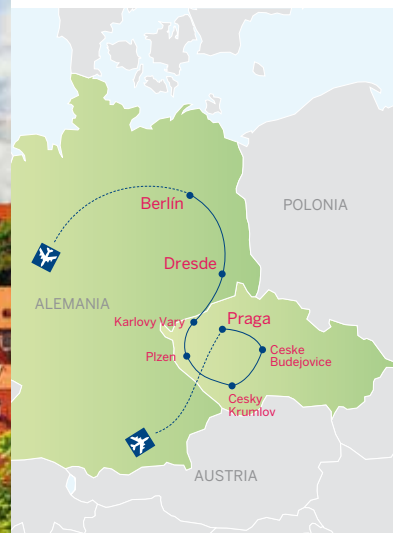 Berlín
POLONIA
Dresde
ALEMANIA
Karlovy Vary
Praga
Plzen
Ceske
Budejovice
Cesky
Krumlov
AUSTRIA